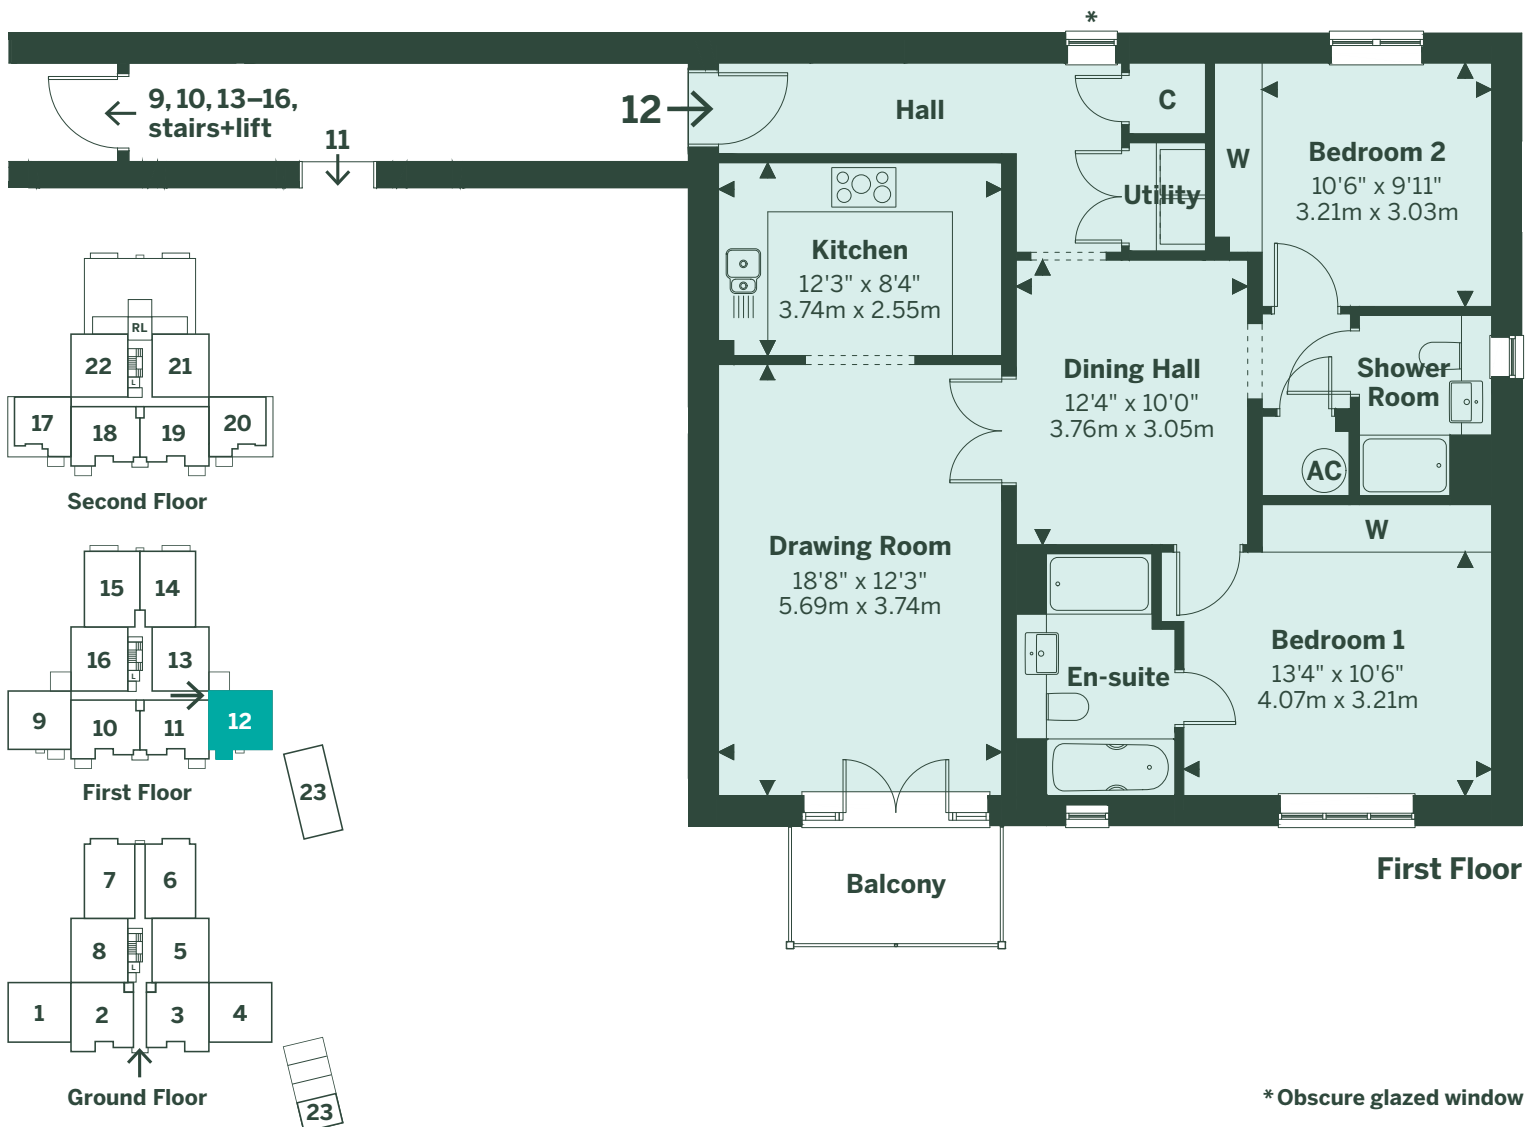 *
9, 10, 13–16,
stairs+lift
11
12
Hall
C
W
Bedroom 2
10'6" x 9'11"
3.21m x 3.03m
Utility
Kitchen
12'3" x 8'4"
3.74m x 2.55m
Dining Hall
12'4" x 10'0"
3.76m x 3.05m
Shower
Room
AC
W
Drawing Room
18'8" x 12'3"
5.69m x 3.74m
En-suite
Bedroom 1
13'4" x 10'6"
4.07m x 3.21m
Balcony
First Floor
RL
22
21
L
17
18
19
20
Second Floor
15
14
16
13
L
9
10
11
12
First Floor
23
7
6
8
5
L
1
2
3
4
Ground Floor
23
* Obscure glazed window